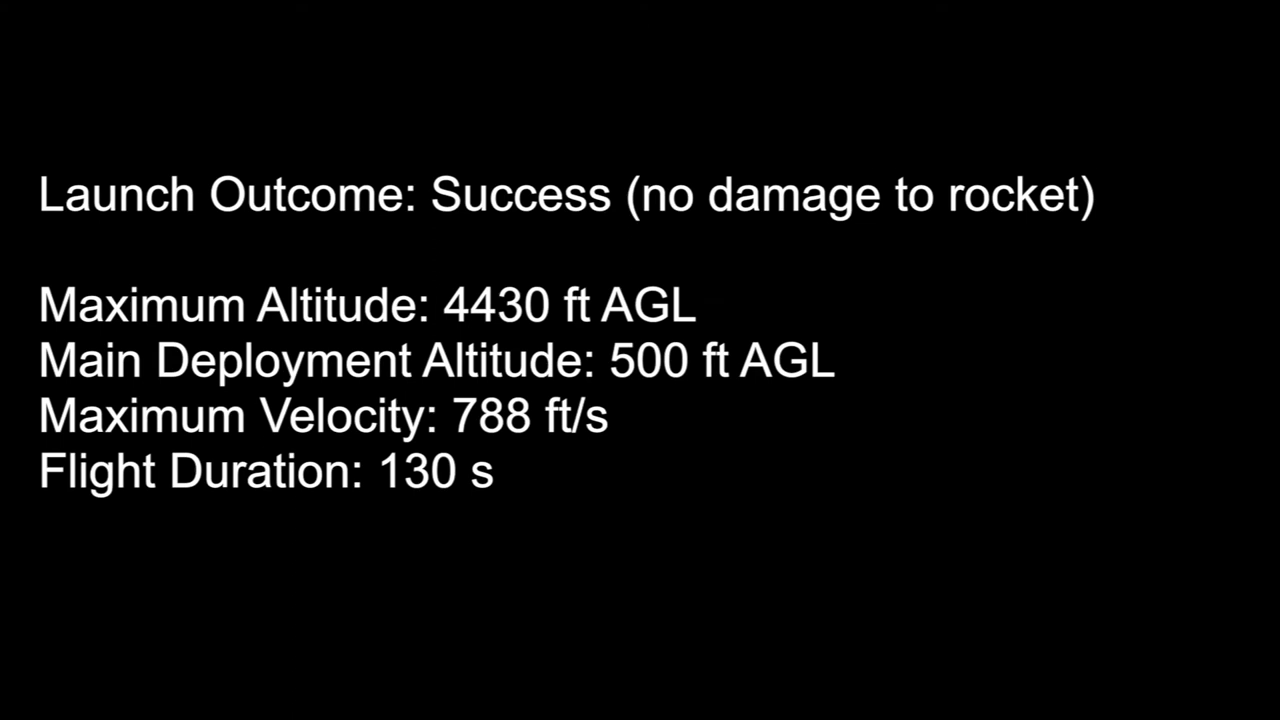 Launch Outcome: Success (no damage to rocket)
Maximum Altitude: 4430 ft AGL
Main Deployment Altitude: 500 ft AGL
Maximum Velocity: 788 ft/s
Flight Duration: 130 s